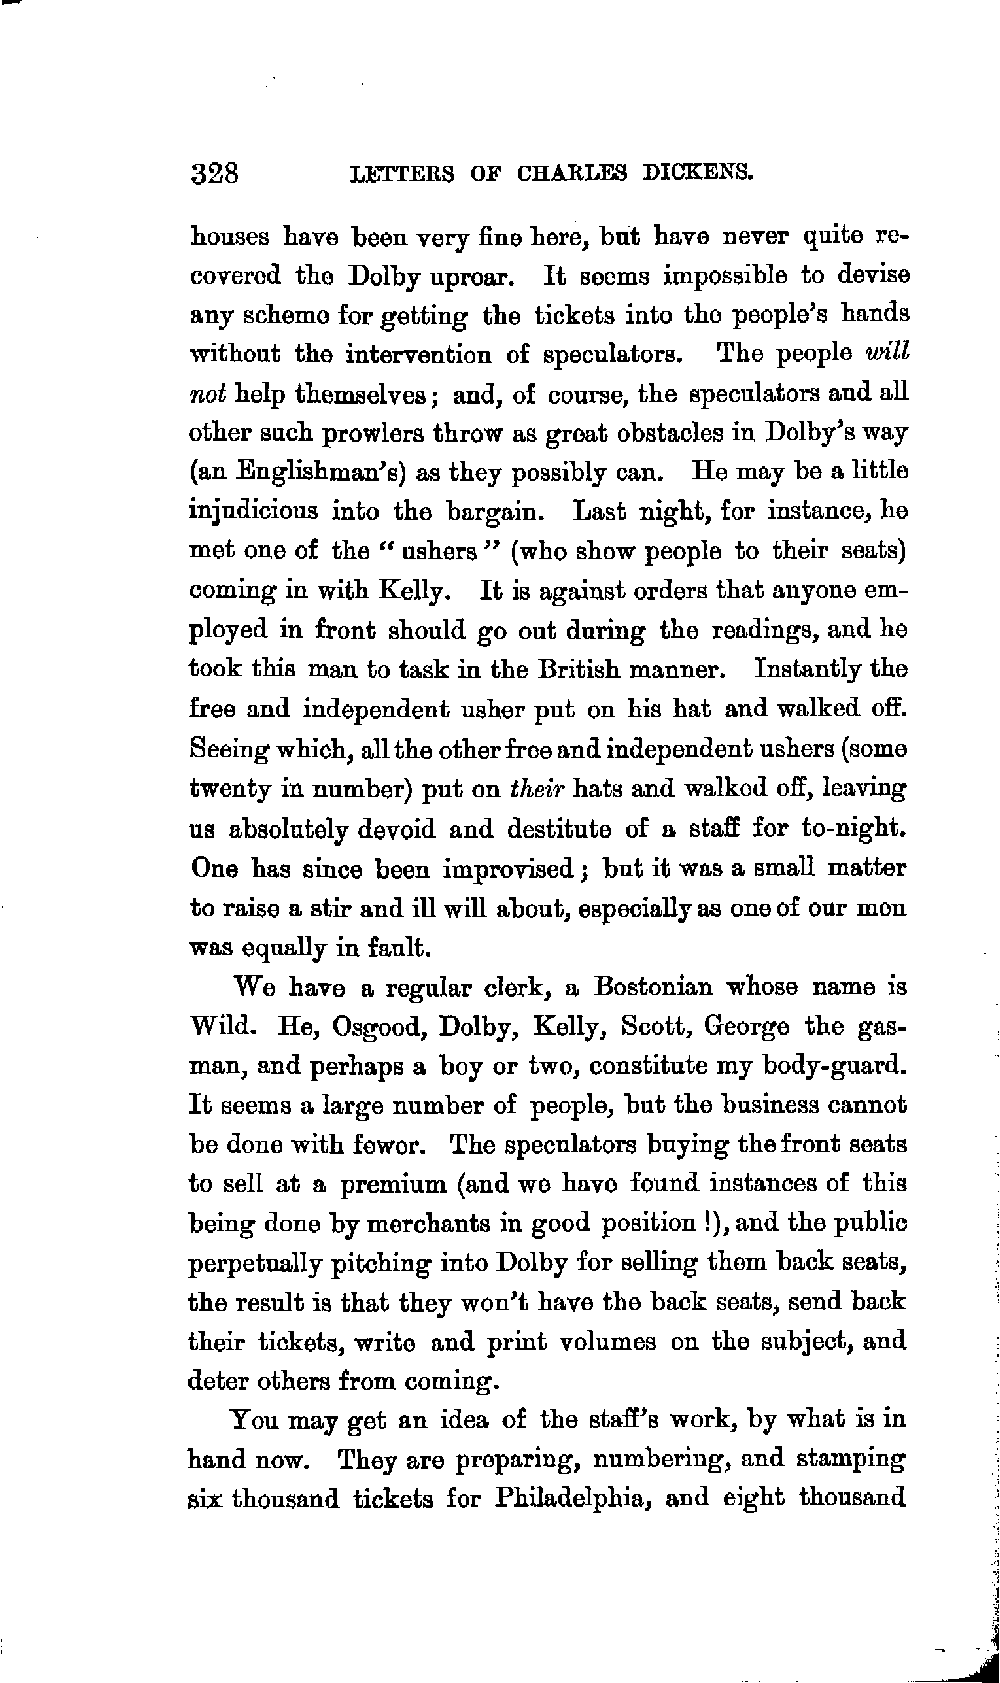 328 LETTERS OF CHARLES DICKENS.
houses have been very fine here, but have never quite re-
covered the Dolby uproar. It seems impossible to devise
any scheme for getting the tickets into the people's hands
without the intervention of speculators. The people will
not help themselves; and, of course, the speculators and all
other such prowlers throw as great obstacles in Dolby's way
(an Englishman's) as they possibly can. He may be a little
injudicious into the bargain. Last night, for instance, he
met one of the “ushers” (who show people to their seats)
coming in with Kelly. It is against orders that anyone em-
ployed in front should go out during the readings, and he
took this man to task in the British manner. Instantly the
free and independent usher put on his hat and walked off.
Seeing which, all the other free and independent ushers (some
twenty in number) put on their hats and walked off, leaving
us absolutely devoid and destitute of a staff for to-night.
One has since been improvised; but it was a small matter
to raise a stir and ill will about, especially as one of our men
was equally in fault.
We have a regular clerk, a Bostonian whose name is
Wild. He, Osgood, Dolby, Kelly, Scott, George the gas-
man, and perhaps a boy or two, constitute my body-guard.
It seems a large number of people, but the business cannot
be done with fewer. The speculators buying the front seats
to sell at a premium (and we have found instances of this
being done by merchants in good position!), and the public
perpetually pitching into Dolby for selling them back seats,
the result is that they won't have the back seats, send back
their tickets, write and print volumes on the subject, and
deter others from coming.
You may get an idea of the staff's work, by what is in
hand now. They are preparing, numbering, and stamping
six thousand tickets for Philadelphia, and eight thousand